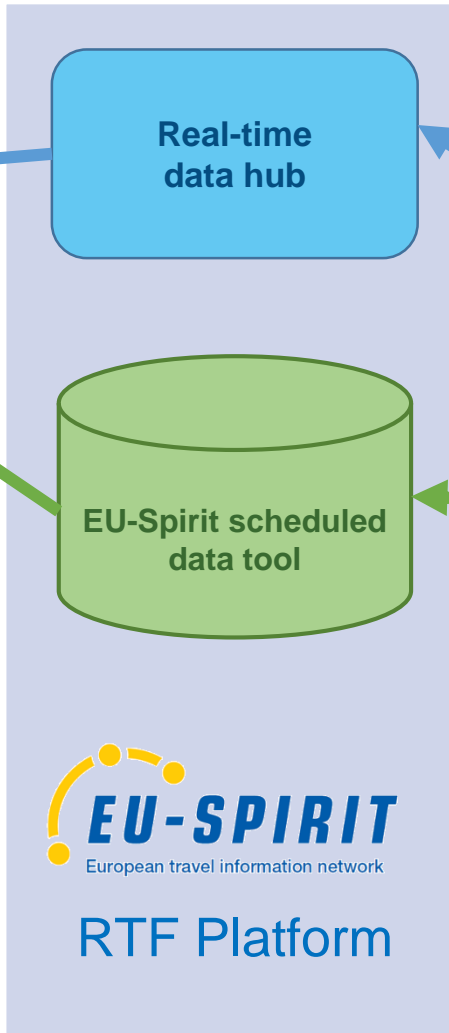 Real-time
data hub
EU-Spirit scheduled
data tool
EU-SPIRIT
European travel information network
RTF Platform